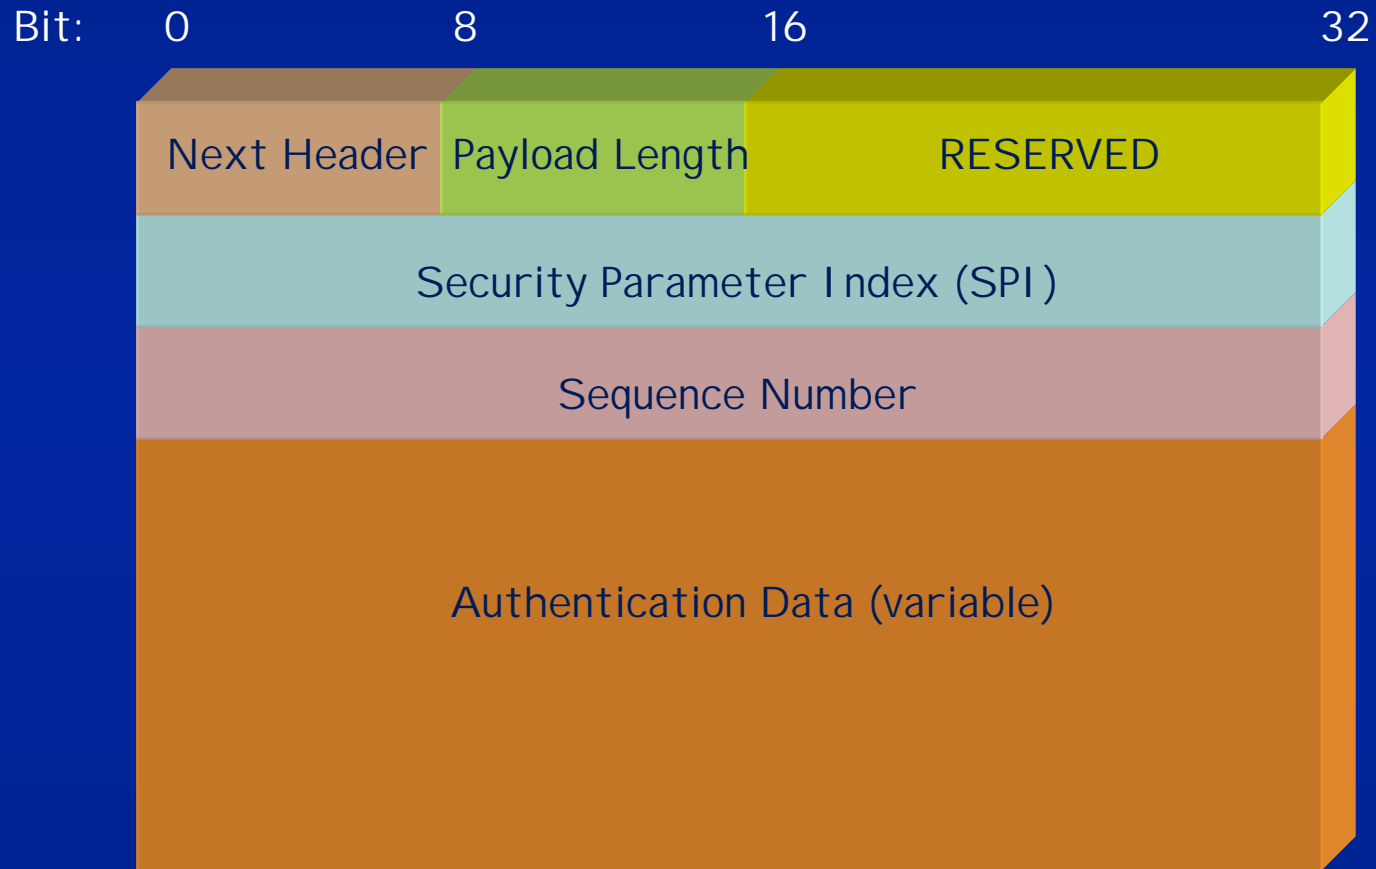 Bit: 0 8 16 32
Next Header Payload Length RESERVED
Security Parameter Index (SPI)
Sequence Number
Authentication Data (variable)